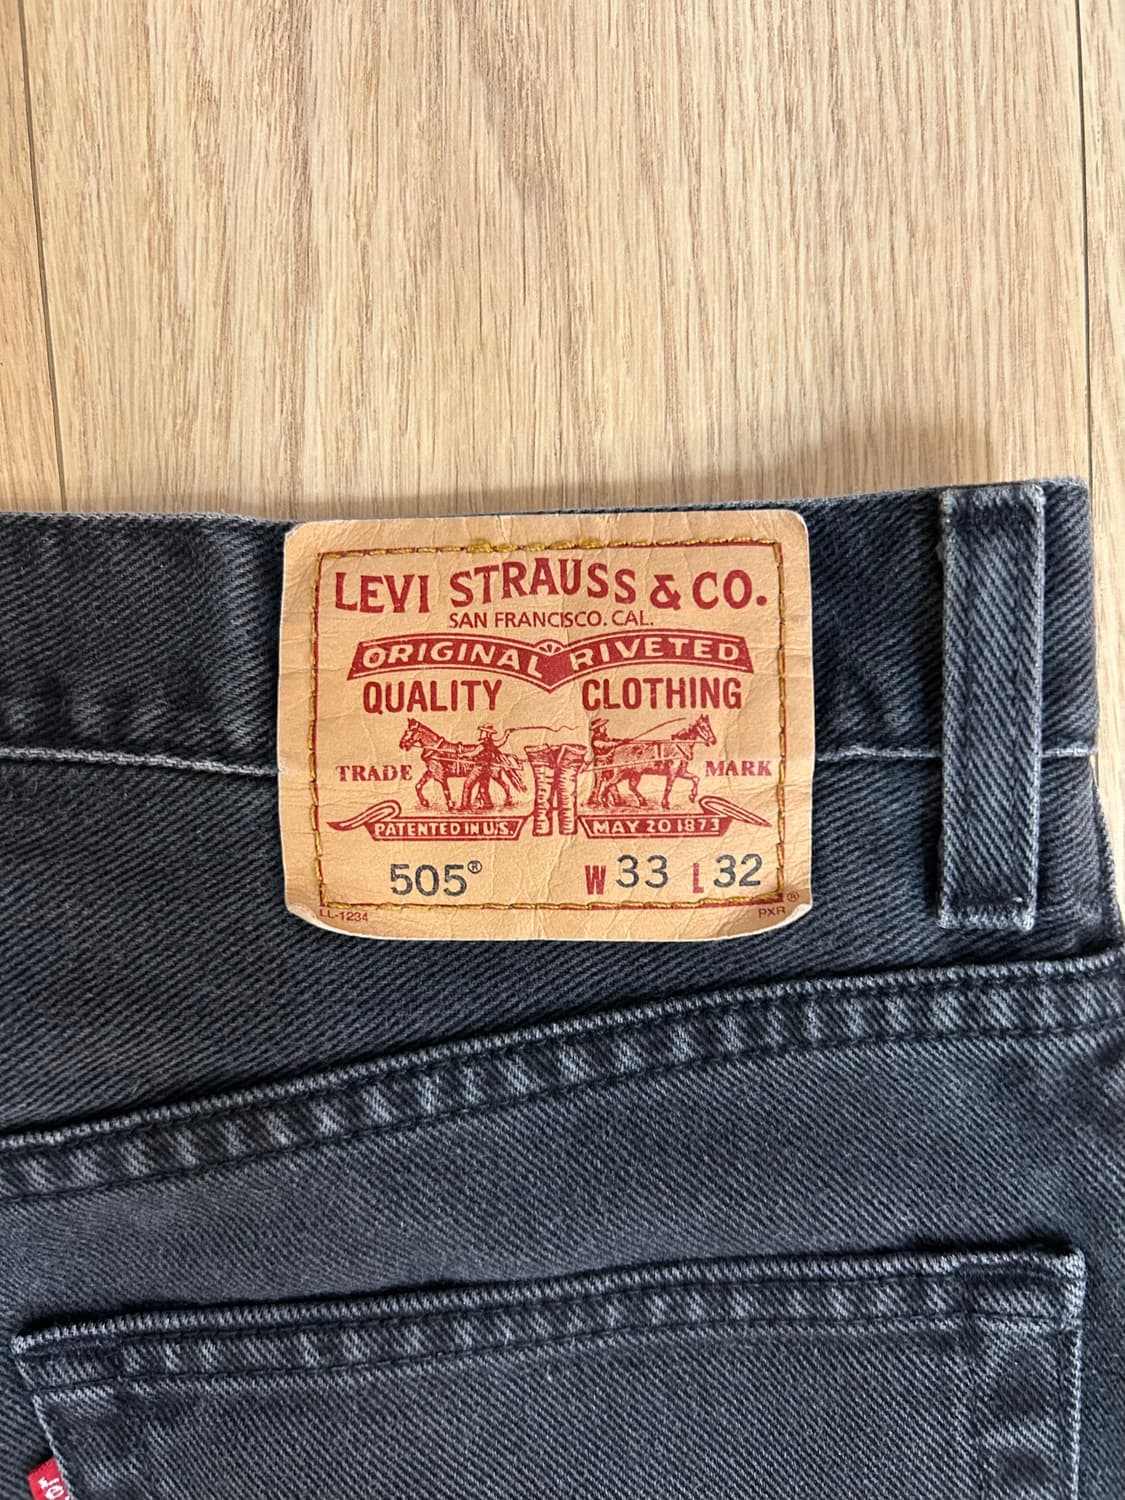 LEVI STRAUSS & CO.
SAN FRANCISCO. CAL.
ORIGINAL RIVETED
QUALITY CLOTHING
TRADE MARK
PATENTED IN U.S. MAY 20 1873
505® W 33 L 32
LL-1234 PXR ®